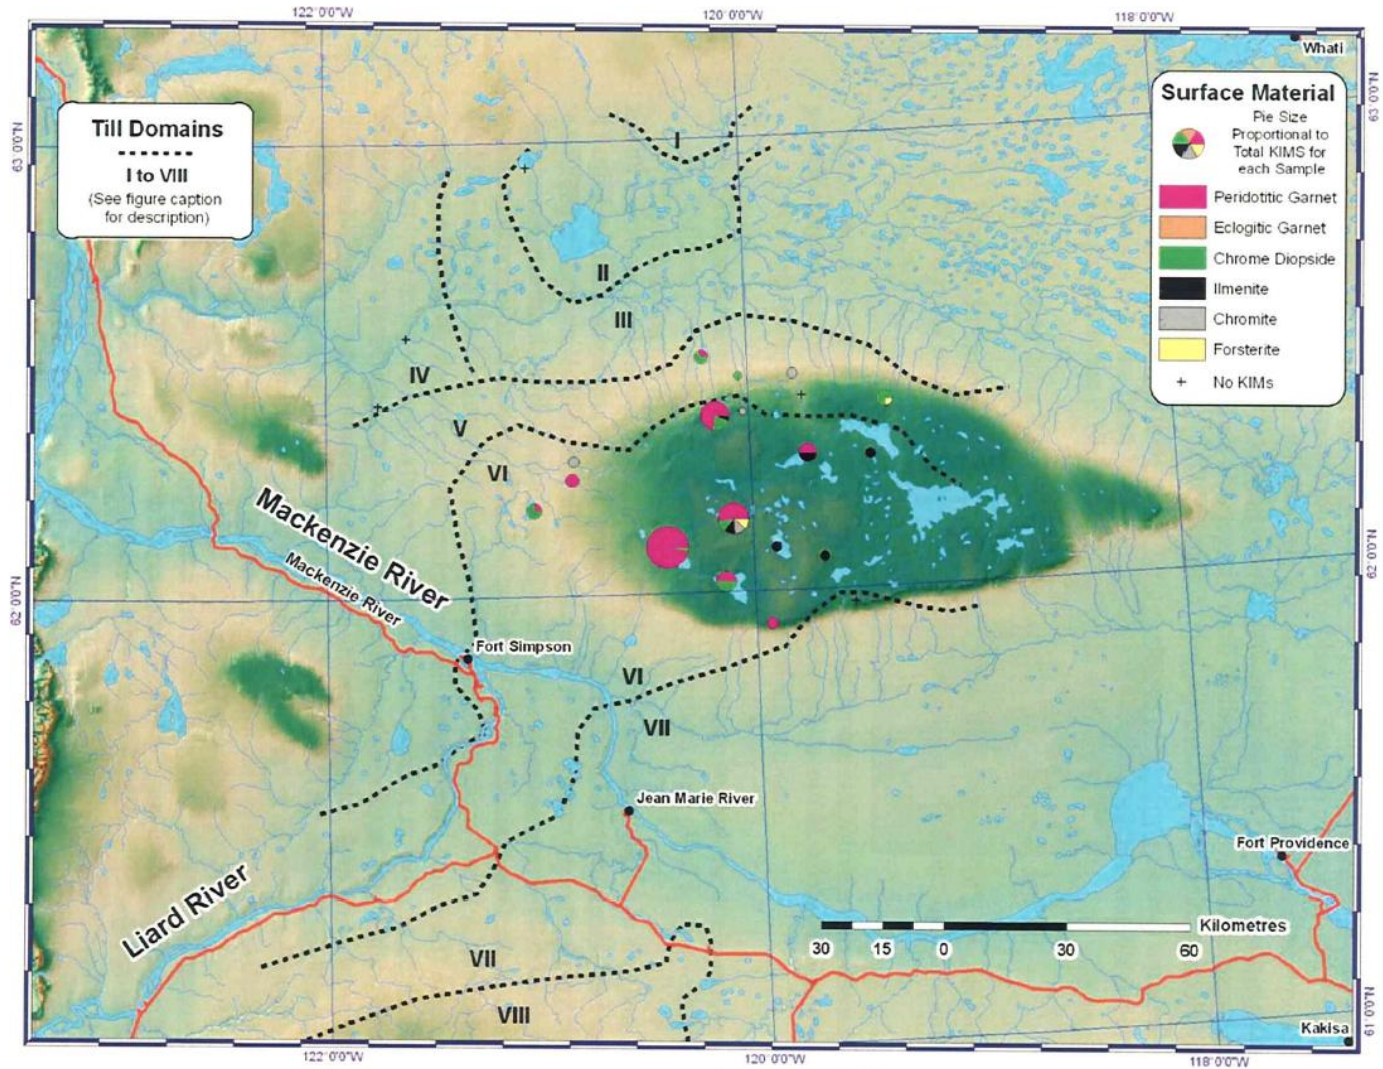 122°0'0"W
120°0'0"W
118°0'0"W
Whati
63°0'0"N
63°0'0"N
Till Domains
I to VIII
(See figure caption
for description)
Surface Material
Pie Size
Proportional to
Total KIMS for
each Sample
Peridotitic Garnet
Eclogitic Garnet
Chrome Diopside
Ilmenite
Chromite
Forsterite
No KIMs
I
II
III
IV
V
VI
Mackenzie River
Mackenzie River
62°0'0"N
62°0'0"N
Fort Simpson
VI
VII
Jean Marie River
Fort Providence
Liard River
Kilometres
30 15 0 30 60
VII
VIII
61°0'0"N
Kakisa
122°0'0"W
120°0'0"W
118°0'0"W